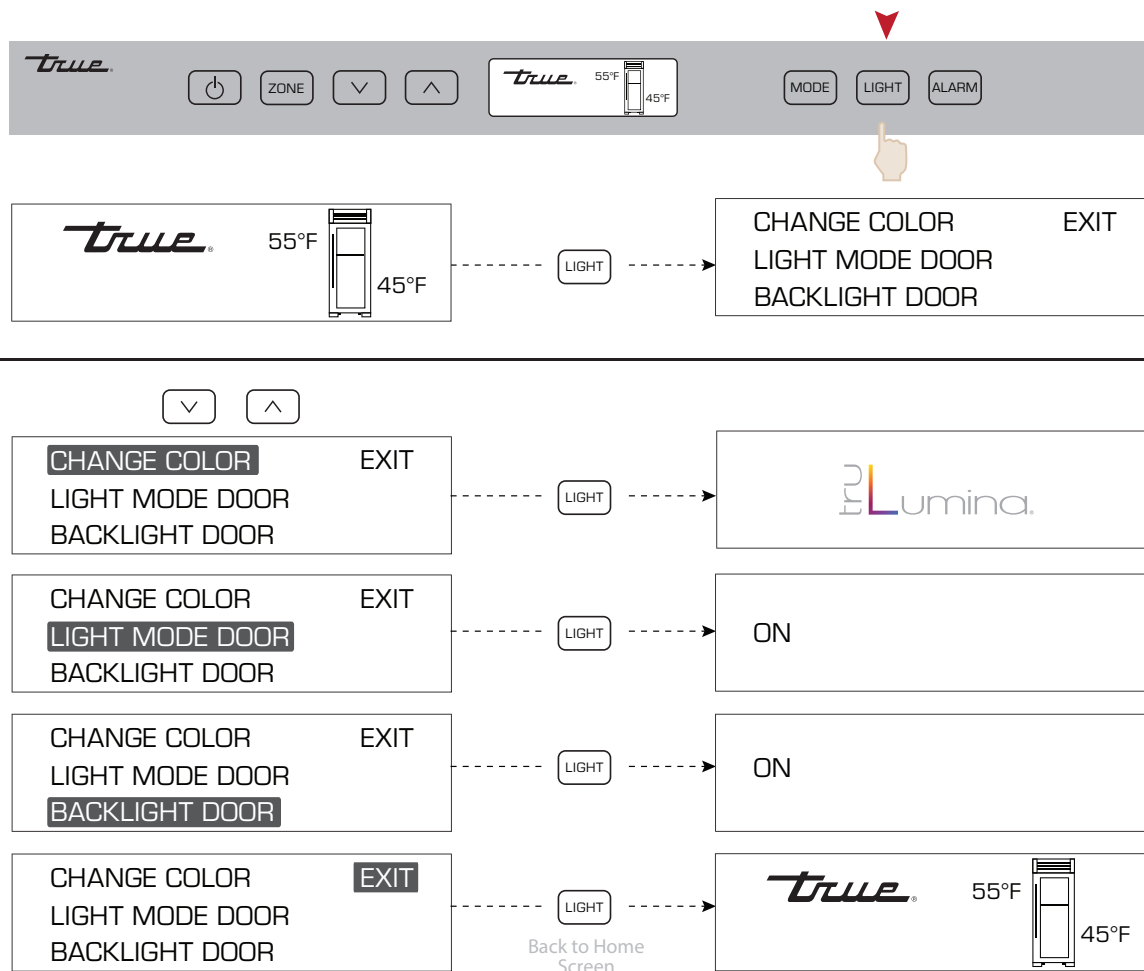 true®
ZONE
true® 55°F
45°F
MODE LIGHT ALARM
true® 55°F
45°F
LIGHT
CHANGE COLOR EXIT
LIGHT MODE DOOR
BACKLIGHT DOOR
CHANGE COLOR EXIT
LIGHT MODE DOOR
BACKLIGHT DOOR
LIGHT
tru Lumina®
CHANGE COLOR EXIT
LIGHT MODE DOOR
BACKLIGHT DOOR
LIGHT
ON
CHANGE COLOR EXIT
LIGHT MODE DOOR
BACKLIGHT DOOR
LIGHT
ON
CHANGE COLOR EXIT
LIGHT MODE DOOR
BACKLIGHT DOOR
LIGHT
Back to Home
Screen
true® 55°F
45°F